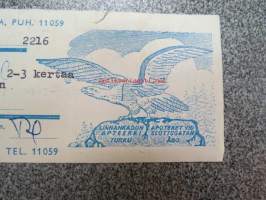 A, PUH. 11059
2216
2-3 kertaa
n
LINNANKADUN APOTEKET VID
APTEEKKI SLOTTSGATAN
TURKU ÅBO
TEL. 11059